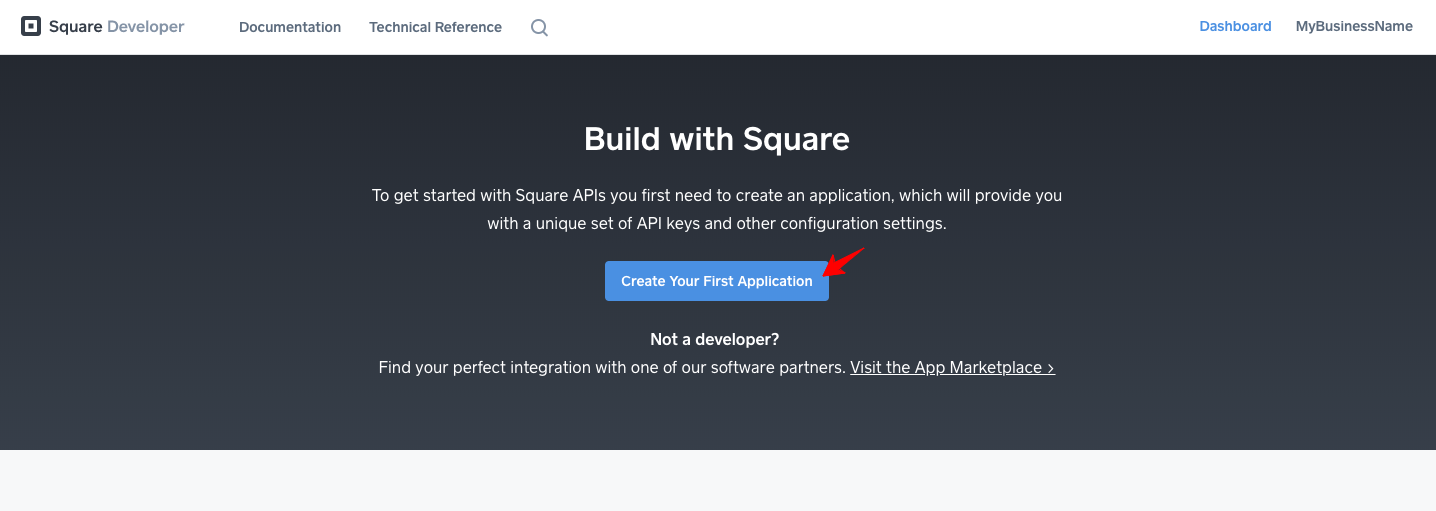 Square Developer
Documentation
Technical Reference
Dashboard
MyBusinessName
Build with Square
To get started with Square APIs you first need to create an application, which will provide you
with a unique set of API keys and other configuration settings.
Create Your First Application
Not a developer?
Find your perfect integration with one of our software partners. Visit the App Marketplace >